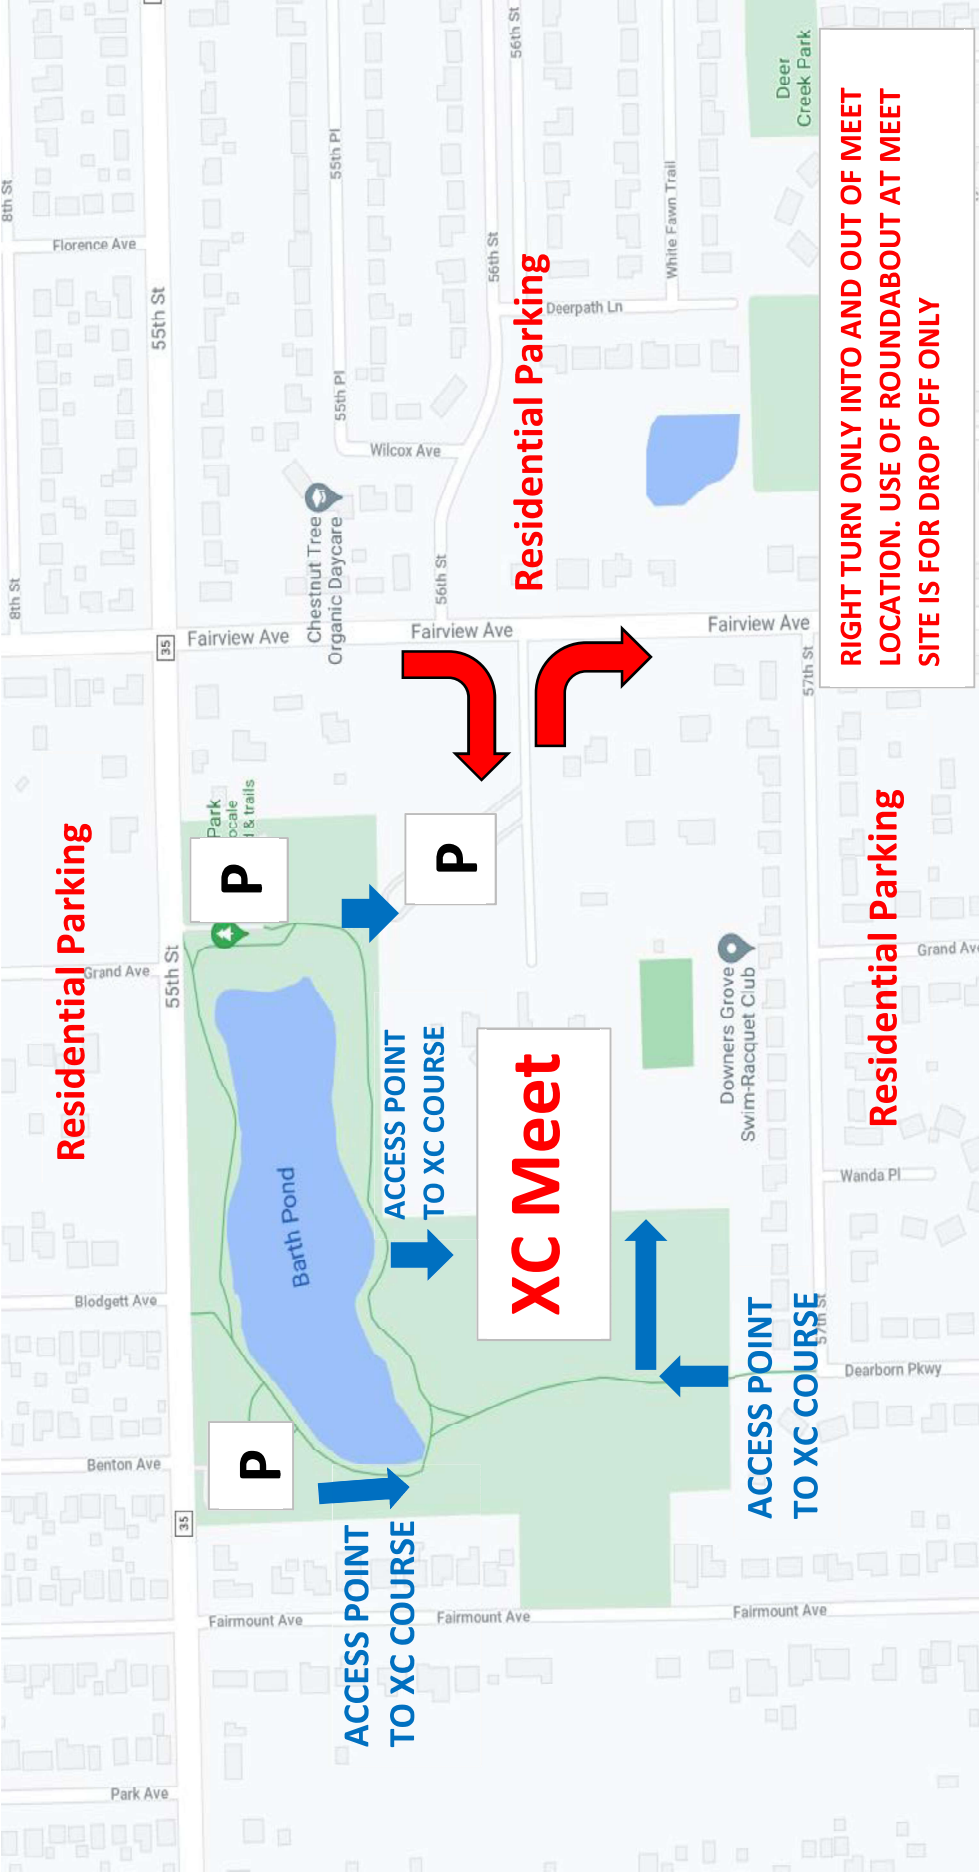 8th St
8th St
Residential Parking
Park Ave
Benton Ave
Blodgett Ave
Grand Ave
Florence Ave
55th St
55th St
35
35
Fairmount Ave
Fairview Ave
Park
ocale
d & trails
P
P
Barth Pond
Chestnut Tree
Organic Daycare
55th Pl
55th Pl
ACCESS POINT
TO XC COURSE
ACCESS POINT
TO XC COURSE
Wilcox Ave
P
Fairmount Ave
Fairview Ave
56th St
56th St
56th St
XC Meet
Residential Parking
Deerpath Ln
White Fawn Trail
Downers Grove
Swim-Racquet Club
Fairmount Ave
Fairview Ave
ACCESS POINT
TO XC COURSE
57th St
57th St
Deer
Creek Park
Dearborn Pkwy
Wanda Pl
Residential Parking
Grand Ave
RIGHT TURN ONLY INTO AND OUT OF MEET
LOCATION. USE OF ROUNDABOUT AT MEET
SITE IS FOR DROP OFF ONLY